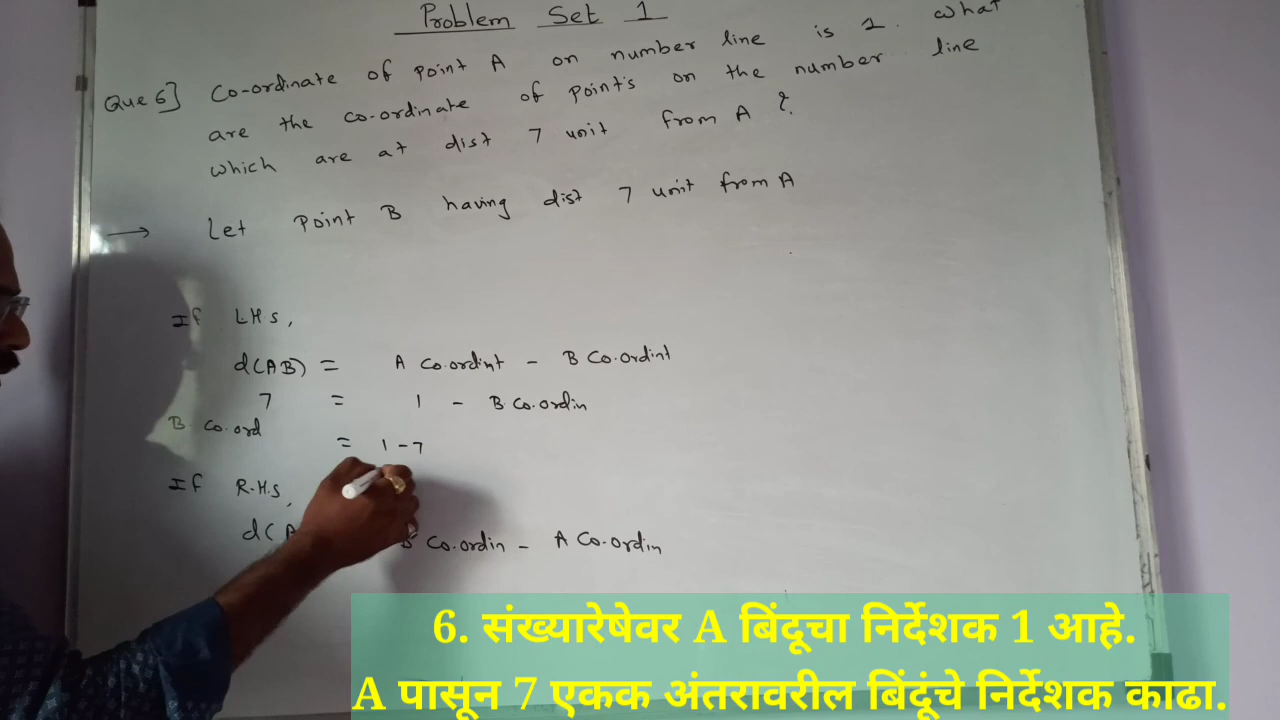 Problem Set 1
Que 6] Co-ordinate of point A on number line is 1. what
are the co-ordinate of points on the number line
which are at dist 7 unit from A ?
→ Let Point B having dist 7 unit from A
If L.H.S,
d(AB) = A Co.ordint - B Co.ordint
7 = 1 - B Co.ordin
B Co.ord = 1-7
If R.H.S,
d(A B Co.ordin - A Co.ordin
6. संख्यारेषेवर A बिंदूचा निर्देशक 1 आहे.
A पासून 7 एकक अंतरावरील बिंदूंचे निर्देशक काढा.